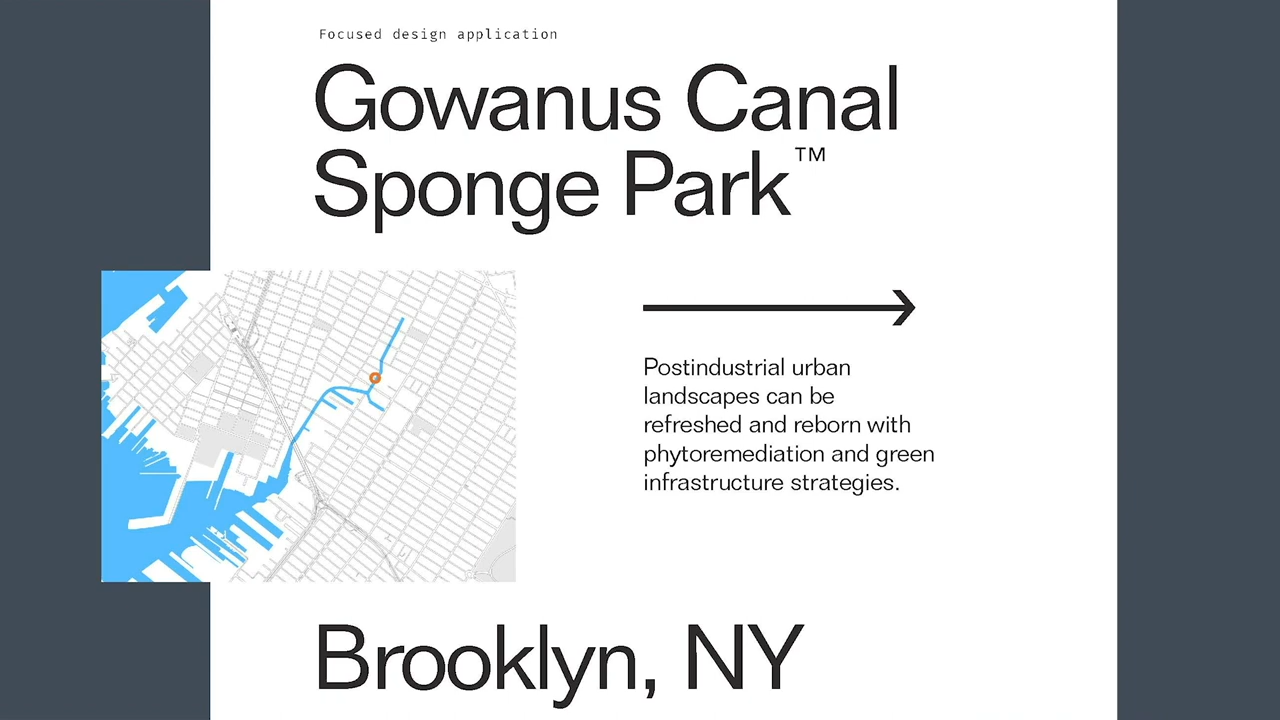 Focused design application
Gowanus Canal
Sponge Park™
Postindustrial urban
landscapes can be
refreshed and reborn with
phytoremediation and green
infrastructure strategies.
Brooklyn, NY